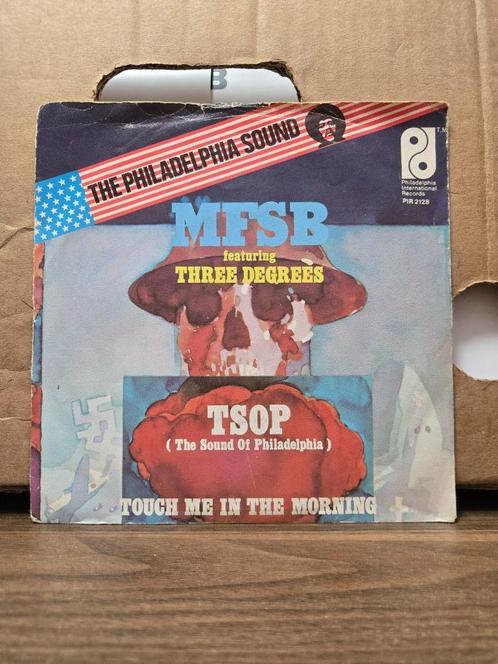 B
THE PHILADELPHIA SOUND
T.M.
Philadelphia
International
Records
PIR 2128
MFSB
featuring
THREE DEGREES
TSOP
( The Sound Of Philadelphia )
TOUCH ME IN THE MORNING